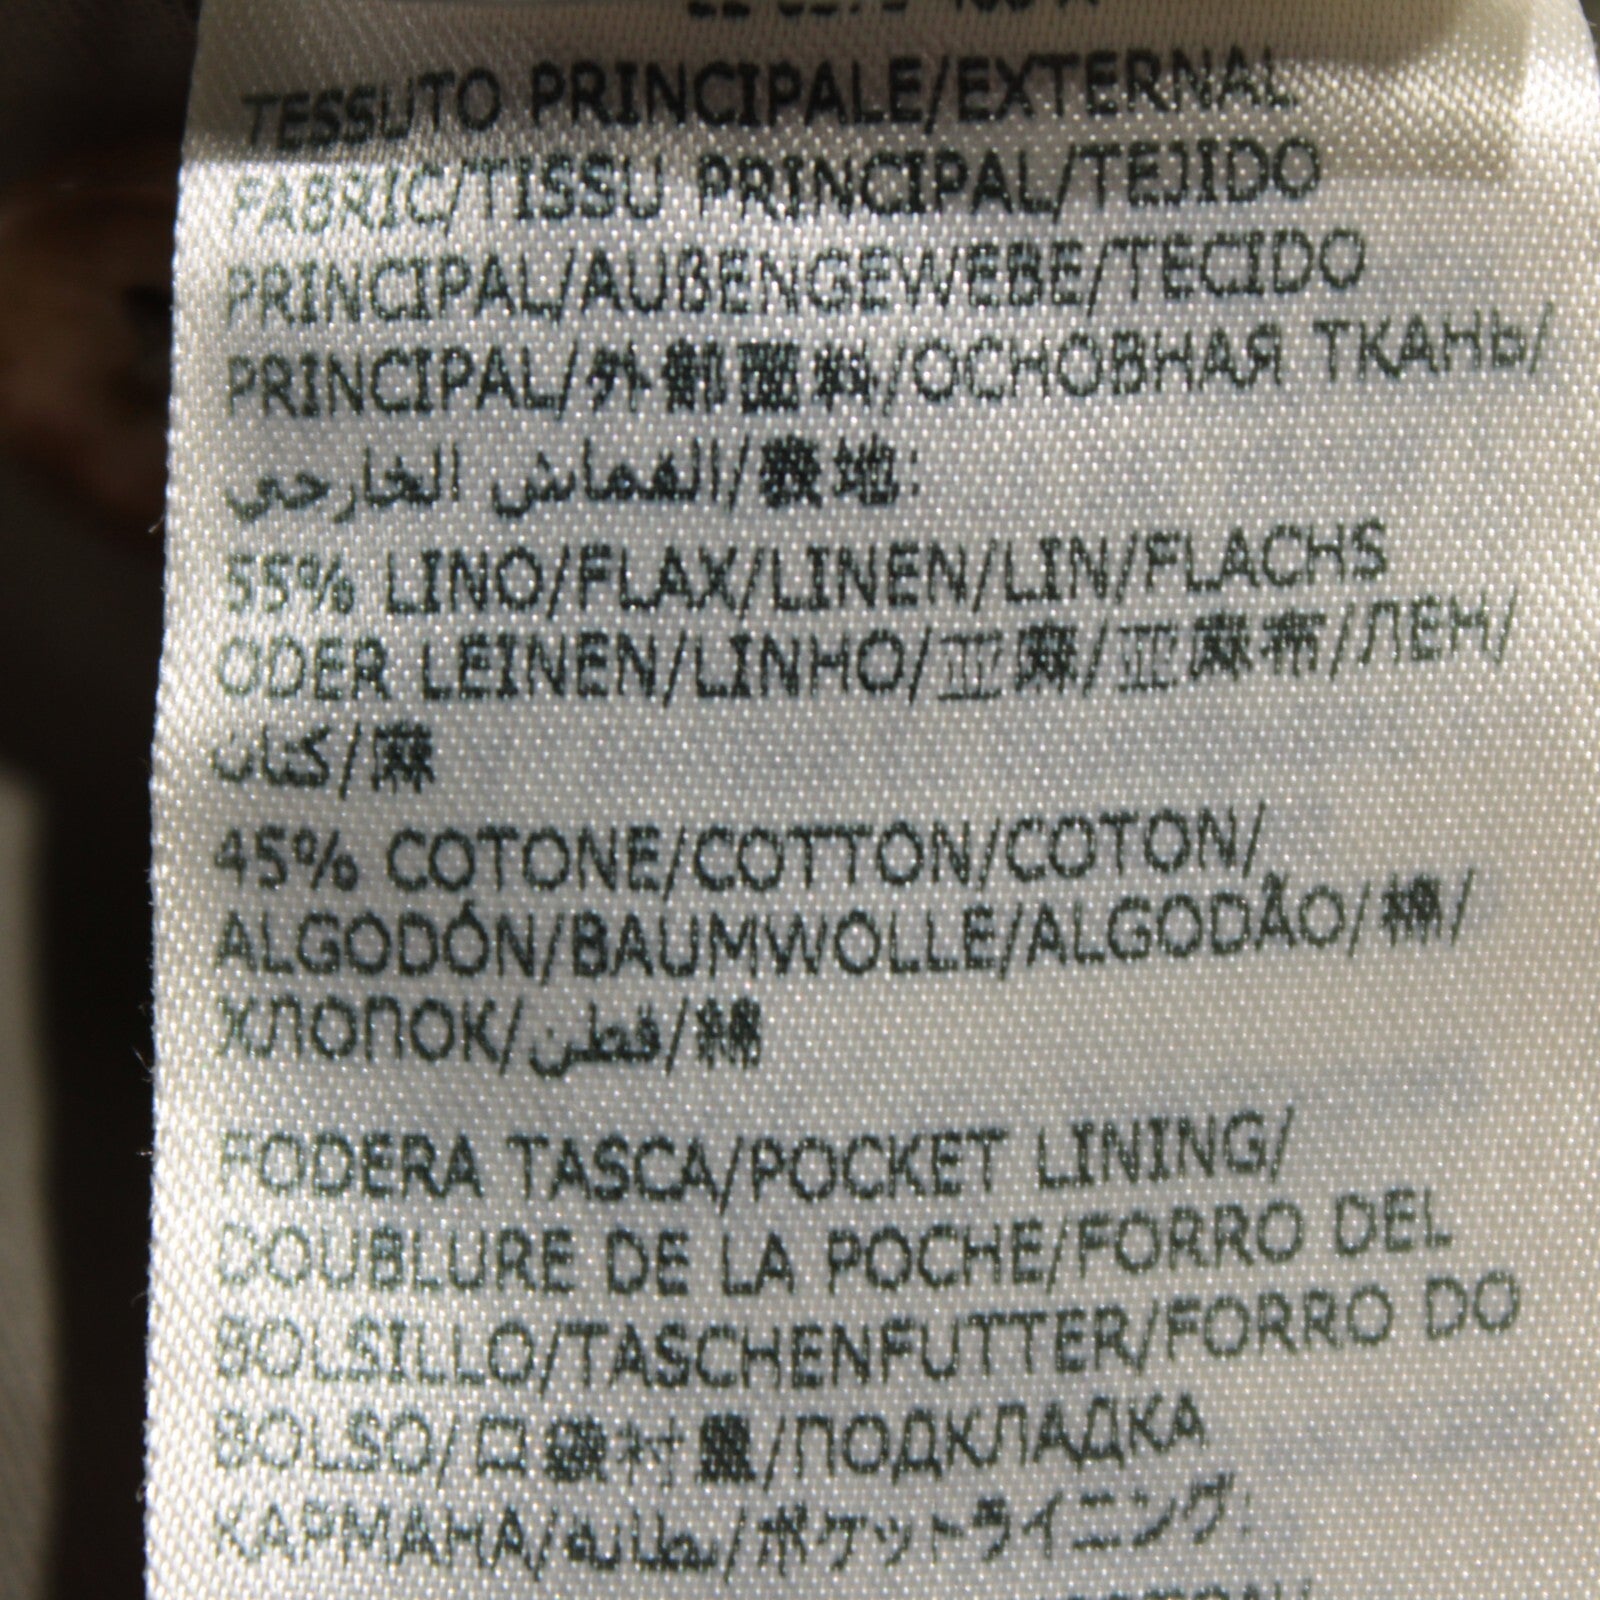 TESSUTO PRINCIPALE/EXTERNAL
FABRIC/TISSU PRINCIPAL/TEJIDO
PRINCIPAL/AUßENGEWEBE/TECIDO
PRINCIPAL/外部面料/ОСНОВНАЯ ТКАНЬ/
القماش الخارجي/表地:
55% LINO/FLAX/LINEN/LIN/FLACHS
ODER LEINEN/LINHO/亚麻/亚麻布/ЛЕН/
كتان/麻
45% COTONE/COTTON/COTON/
ALGODÓN/BAUMWOLLE/ALGODÃO/棉/
ХЛОПОК/قطن/綿
FODERA TASCA/POCKET LINING/
DOUBLURE DE LA POCHE/FORRO DEL
BOLSILLO/TASCHENFUTTER/FORRO DO
BOLSO/口袋衬里/ПОДКЛАДКА
КАРМАНА/بطانة/ポケットライニング: